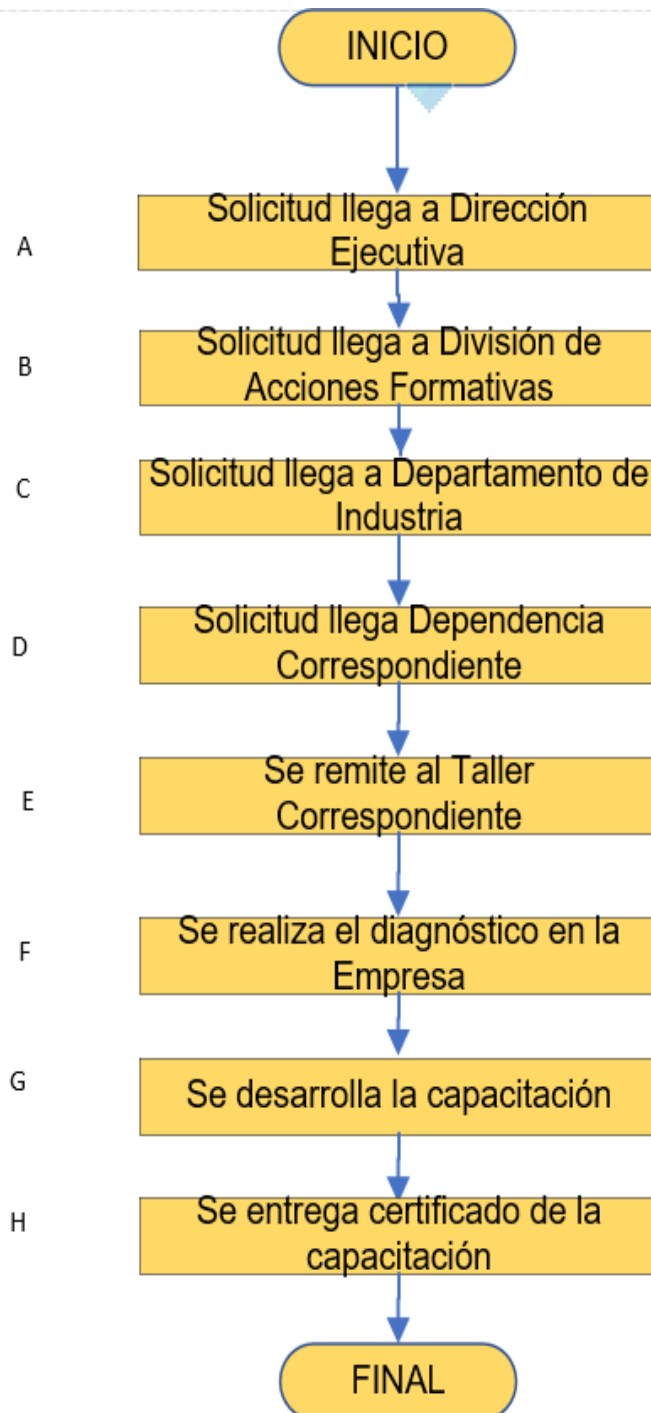 INICIO
A
Solicitud llega a Dirección
Ejecutiva
B
Solicitud llega a División de
Acciones Formativas
C
Solicitud llega a Departamento de
Industria
D
Solicitud llega Dependencia
Correspondiente
E
Se remite al Taller
Correspondiente
F
Se realiza el diagnóstico en la
Empresa
G
Se desarrolla la capacitación
H
Se entrega certificado de la
capacitación
FINAL